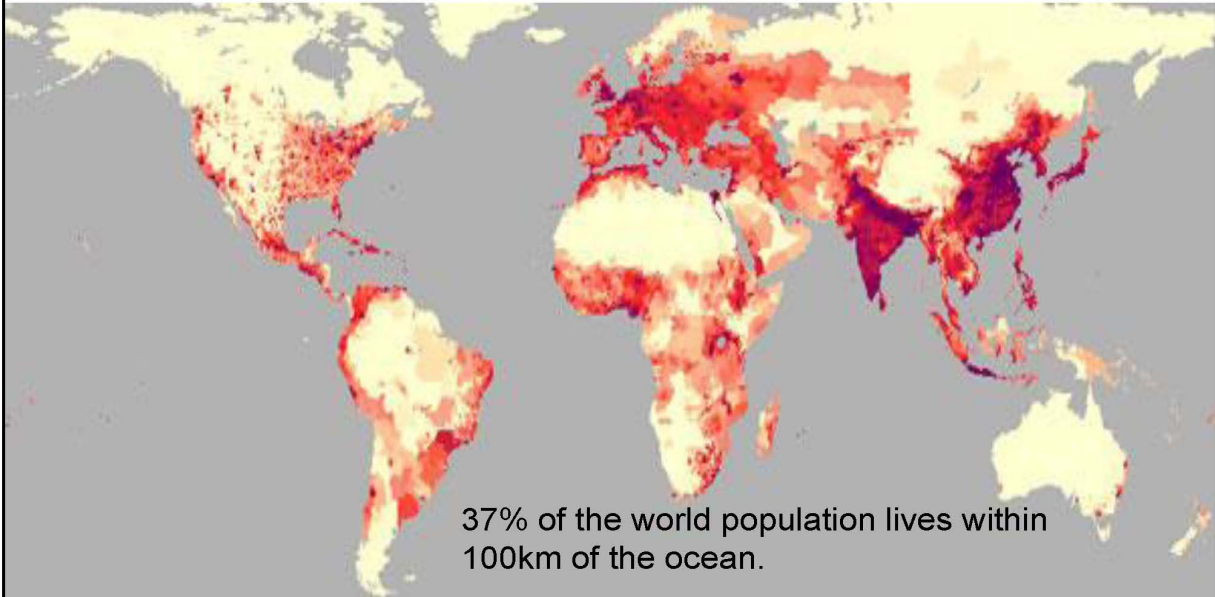 37% of the world population lives within
100km of the ocean.